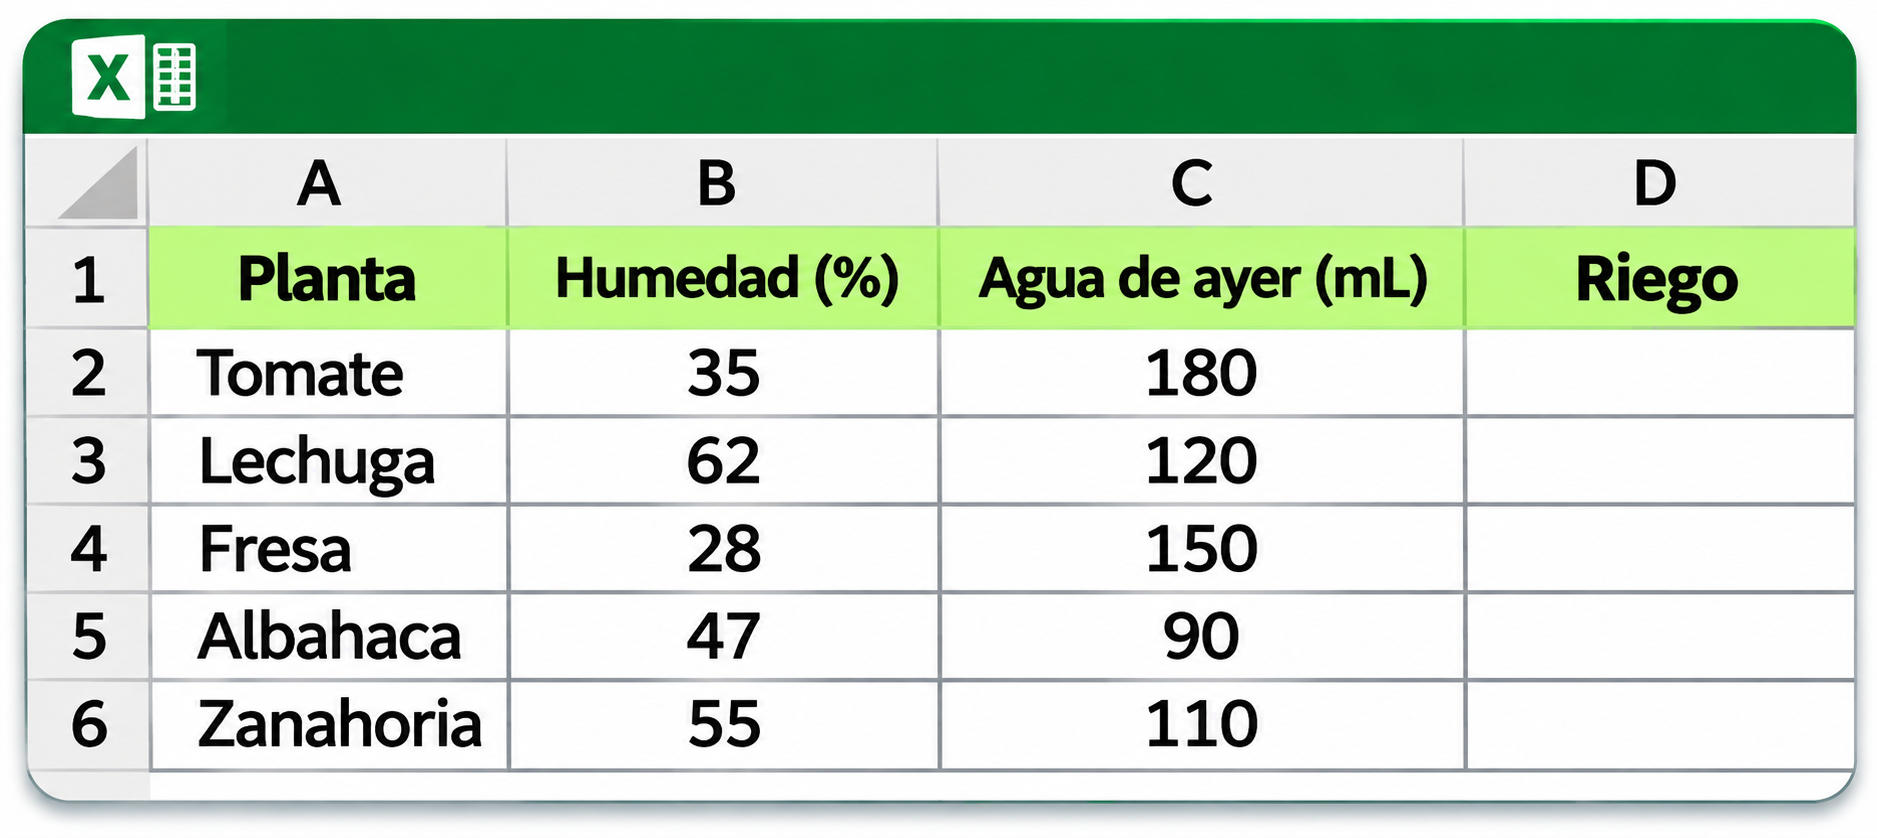 X
A B C D
1 Planta Humedad (%) Agua de ayer (mL) Riego
2 Tomate 35 180
3 Lechuga 62 120
4 Fresa 28 150
5 Albahaca 47 90
6 Zanahoria 55 110